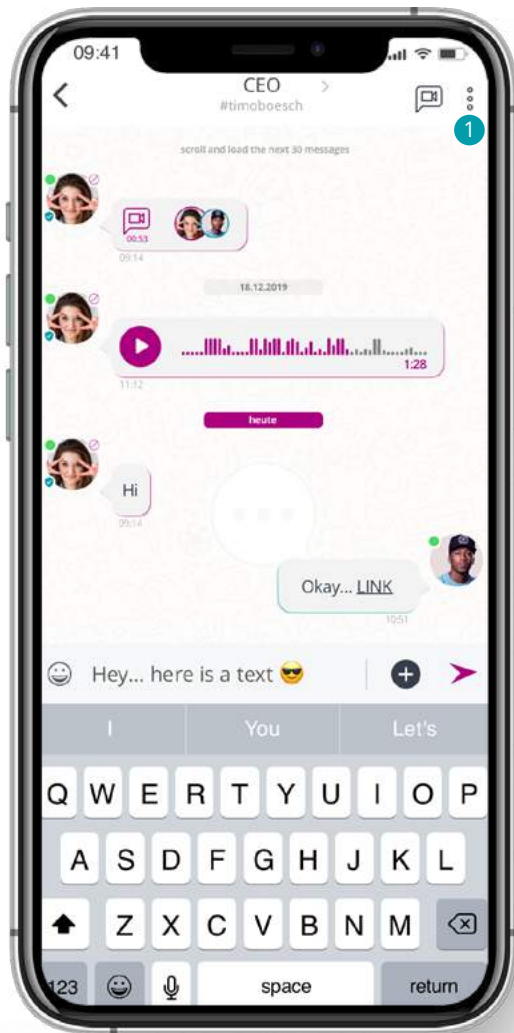 09:41
CEO
#timoboesch
1
scroll and load the next 30 messages
00:53
09:14
18.12.2019
1:28
11:12
heute
Hi
09:14
Okay... LINK
10:51
Hey... here is a text 😎
I You Let's
Q W E R T Y U I O P
A S D F G H J K L
Z X C V B N M
123 space return